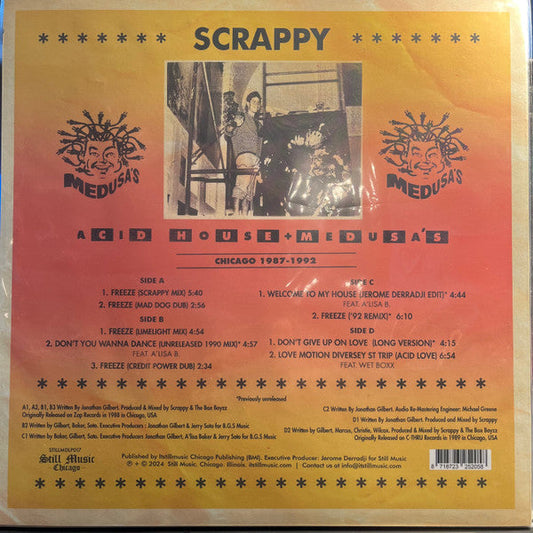 * * * * * * * SCRAPPY * * * * * * *
MEDUSA'S
MEDUSA'S
ACID HOUSE+MEDUSA'S
CHICAGO 1987-1992
SIDE A
1. FREEZE (SCRAPPY MIX) 5:40
2. FREEZE (MAD DOG DUB) 2:56
SIDE B
1. FREEZE (LIMELIGHT MIX) 4:54
2. DON'T YOU WANNA DANCE (UNRELEASED 1990 MIX)* 4:57
FEAT. A'LISA B.
3. FREEZE (CREDIT POWER DUB) 2:34
SIDE C
1. WELCOME TO MY HOUSE (JEROME DERRADJI EDIT)* 4:44
FEAT. A'LISA B.
2. FREEZE ('92 REMIX)* 6:10
SIDE D
1. DON'T GIVE UP ON LOVE (LONG VERSION)* 4:15
2. LOVE MOTION DIVERSEY ST TRIP (ACID LOVE) 6:54
FEAT. WET BOXX
*Previously unreleased
A1, A2, B1, B3 Written By Jonathan Gilbert. Produced & Mixed by Scrappy & The Box Boyzz
Originally Released on Zap Records in 1988 in Chicago, USA
B2 Written by Gilbert, Baker, Soto. Executive Producers : Jonathan Gilbert & Jerry Soto for B.G.S Music
C1 Written By Gilbert, Baker, Soto. Executive Producers Jonathan Gilbert, A'lisa Baker & Jerry Soto for B.G.S Music
C2 Written By Jonathan Gilbert. Audio Re-Mastering Engineer: Michael Greene
D1 Written by Jonathan Gilbert. Produced and Mixed by Scrappy
D2 Written by Gilbert, Marcus, Christie, Wilcox. Produced & Mixed by Scrappy & The Box Boyzz
Originally Released on C-THRU Records in 1989 in Chicago, USA
STILLMDLP027
Still Music
Chicago
Published by Itstillmusic Chicago Publishing (BMI). Executive Producer: Jerome Derradji for Still Music
℗ + © 2024 Still Music. Chicago. Illinois. itstillmusic.com | Contact us at info@itstillmusic.com
8 716723 252058